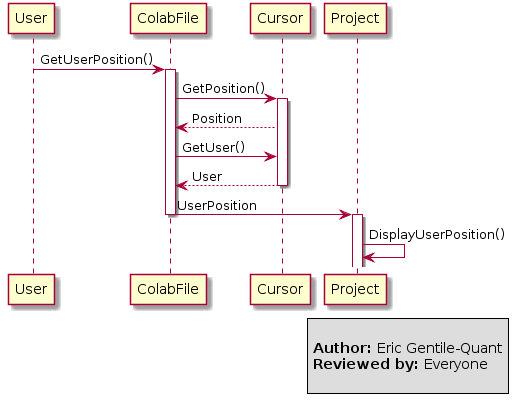 User ColabFile Cursor Project
GetUserPosition()
GetPosition()
Position
GetUser()
User
UserPosition
DisplayUserPosition()
User ColabFile Cursor Project
Author: Eric Gentile-Quant
Reviewed by: Everyone